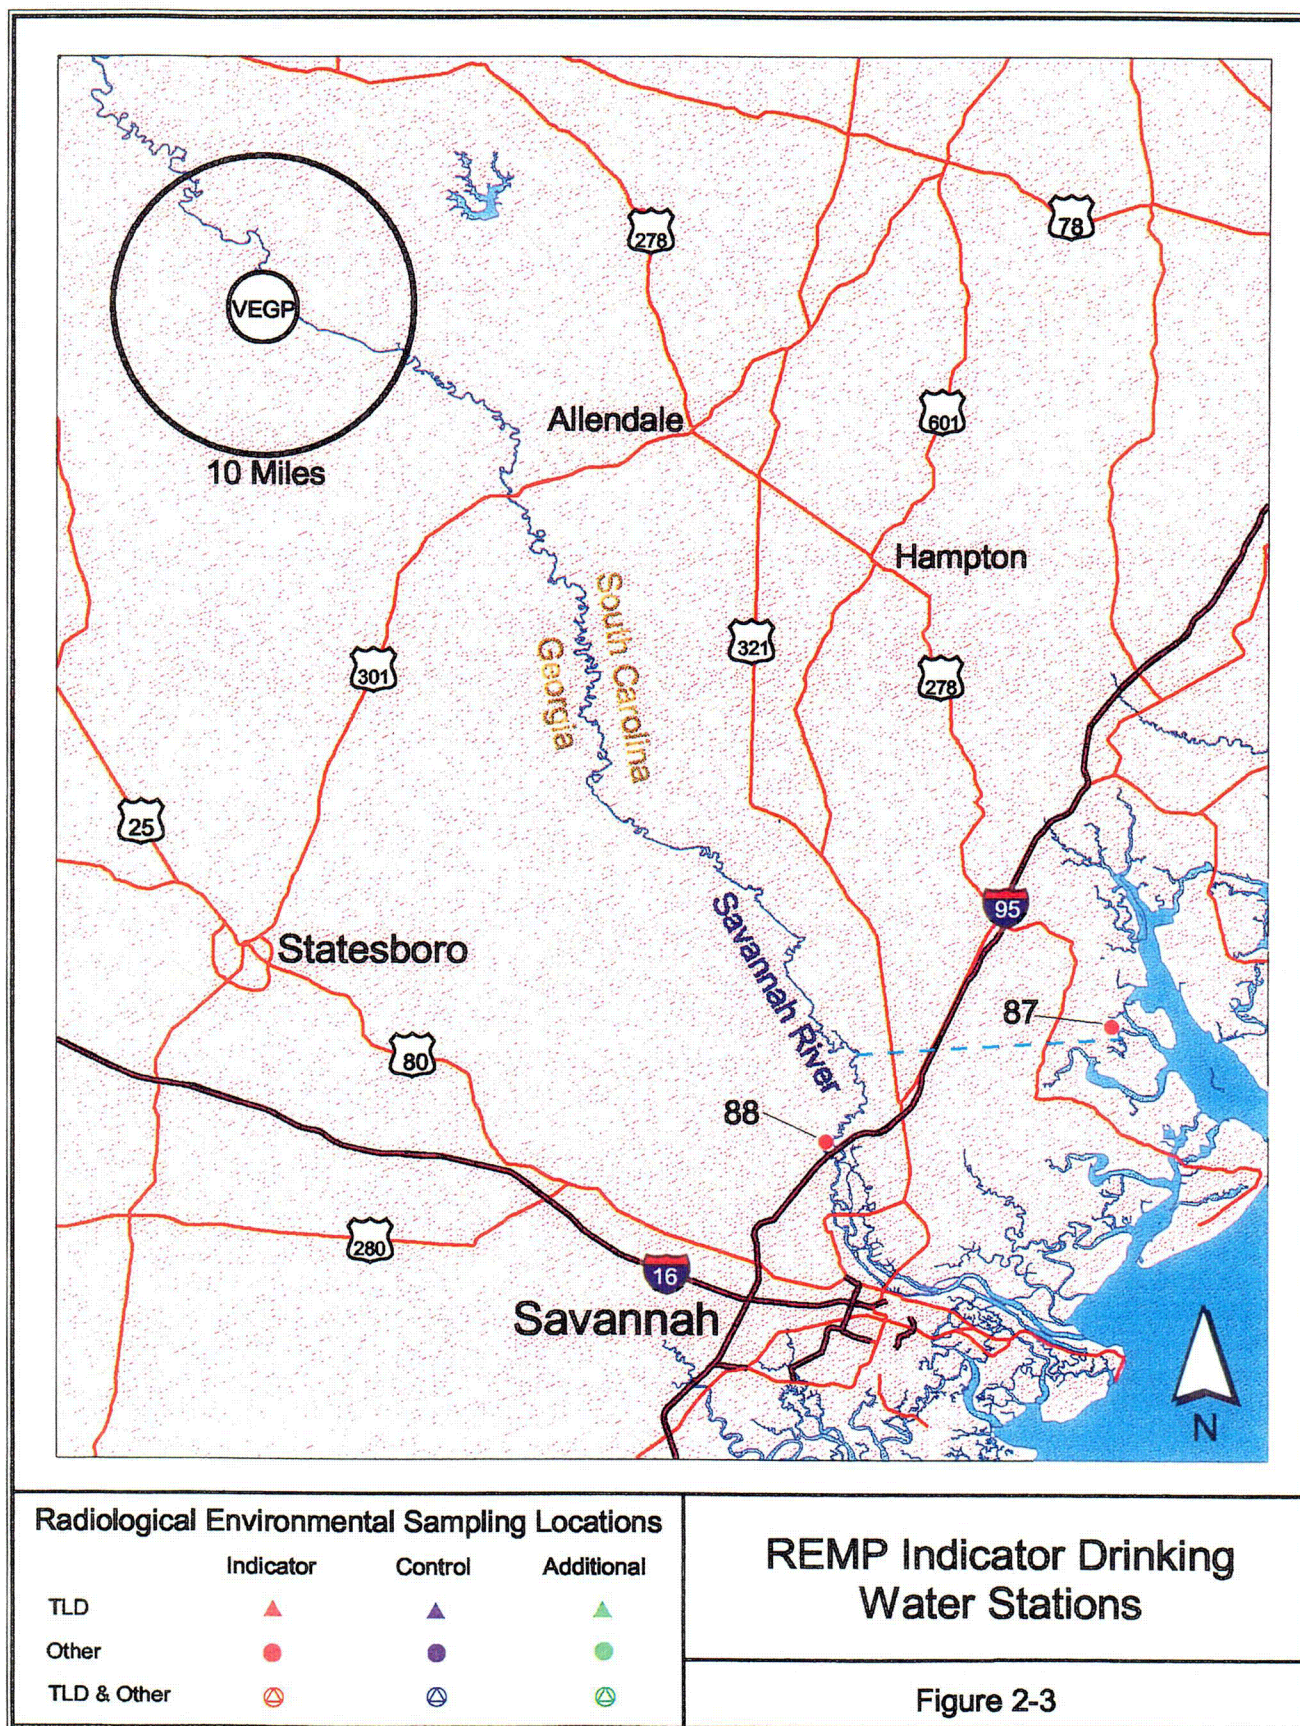 278
78
VEGP
Allendale
601
10 Miles
Hampton
South Carolina
Georgia
321
301
278
25
95
Savannah River
Statesboro
87
80
88
280
16
Savannah
N
Radiological Environmental Sampling Locations
Indicator Control Additional
TLD
Other
TLD & Other
REMP Indicator Drinking
Water Stations
Figure 2-3